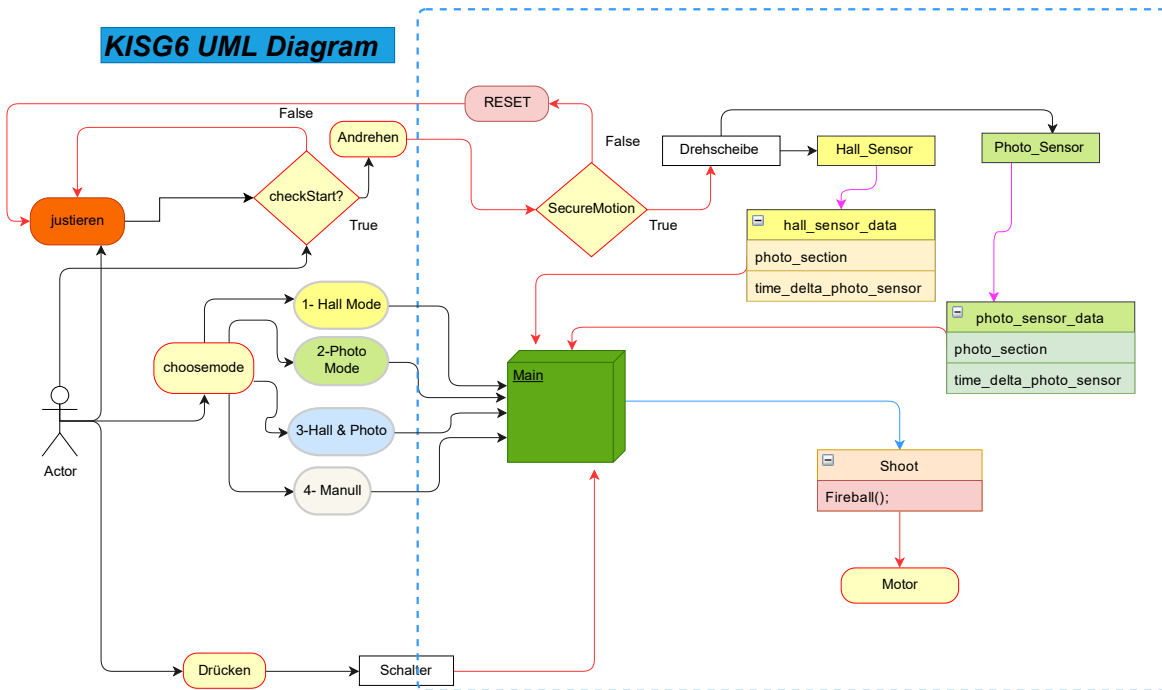 KISG6 UML Diagram
RESET
False
Andrehen
False
Drehscheibe
Hall_Sensor
Photo_Sensor
checkStart?
justieren
True
SecureMotion
True
hall_sensor_data
photo_section
time_delta_photo_sensor
1- Hall Mode
photo_sensor_data
photo_section
time_delta_photo_sensor
2-Photo
Mode
choosemode
Main
3-Hall & Photo
Actor
4- Manull
Shoot
Fireball();
Motor
Drücken
Schalter